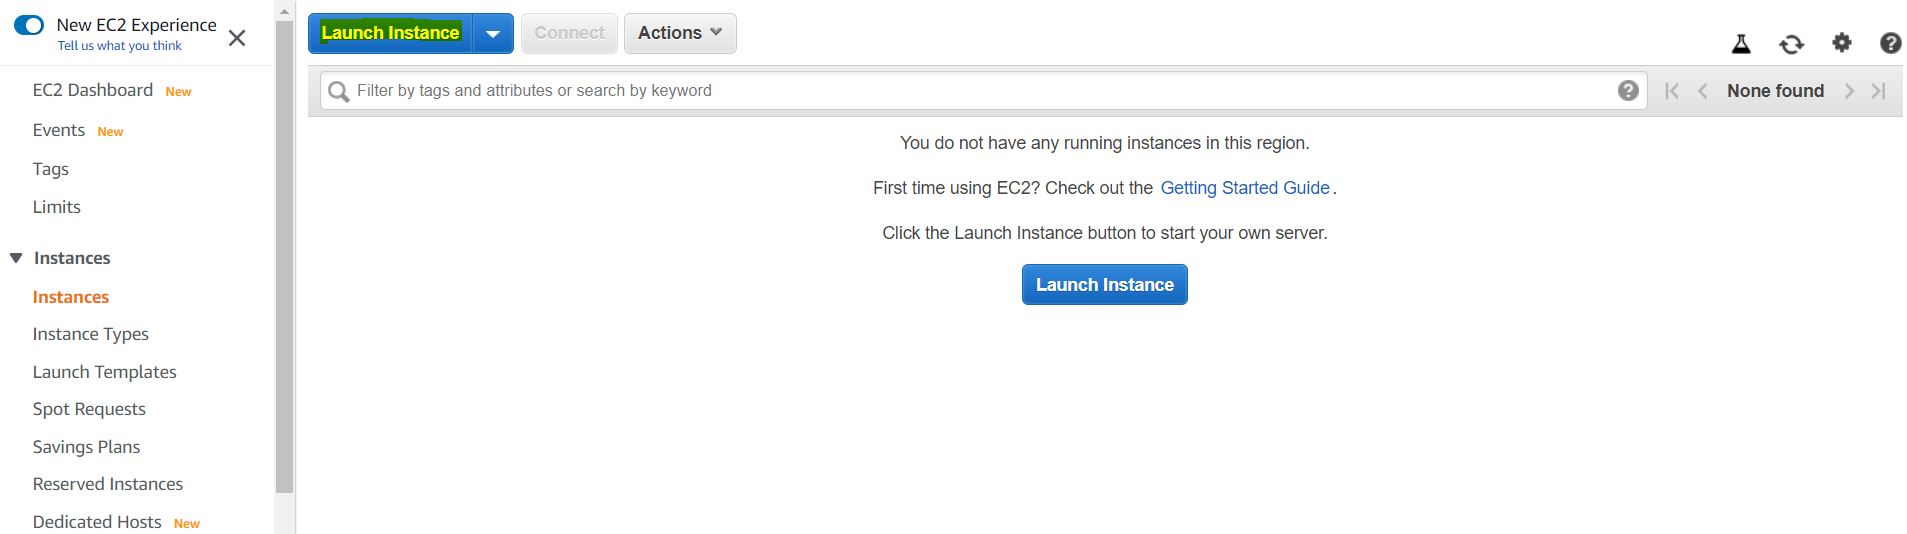 New EC2 Experience
Tell us what you think
EC2 Dashboard New
Events New
Tags
Limits
Instances
Instances
Instance Types
Launch Templates
Spot Requests
Savings Plans
Reserved Instances
Dedicated Hosts New
Launch Instance
Connect
Actions
Filter by tags and attributes or search by keyword
None found
You do not have any running instances in this region.
First time using EC2? Check out the Getting Started Guide.
Click the Launch Instance button to start your own server.
Launch Instance